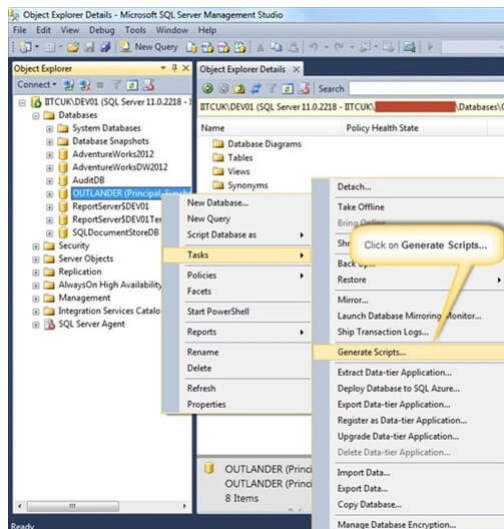 Object Explorer Details - Microsoft SQL Server Management Studio
File Edit View Debug Tools Window Help
New Query
Object Explorer
Connect
IITCUK\DEV01 (SQL Server 11.0.2218 -
Databases
System Databases
Database Snapshots
AdventureWorks2012
AdventureWorksDW2012
AuditDB
OUTLANDER (Principal, Synch
ReportServer$DEV01
ReportServer$DEV01Ten
SQLDocumentStoreDB
Security
Server Objects
Replication
AlwaysOn High Availability
Management
Integration Services Catalo
SQL Server Agent
Object Explorer Details
Search
IITCUK\DEV01 (SQL Server 11.0.2218 - IITCUK\ \Databases\O
Name Policy Health State
Database Diagrams
Tables
Views
Synonyms
New Database...
New Query
Script Database as
Tasks
Policies
Facets
Start PowerShell
Reports
Rename
Delete
Refresh
Properties
Detach...
Take Offline
Bring Online
Click on Generate Scripts...
Back Up...
Restore
Mirror...
Launch Database Mirroring Monitor...
Ship Transaction Logs...
Generate Scripts...
Extract Data-tier Application...
Deploy Database to SQL Azure...
Export Data-tier Application...
Register as Data-tier Application...
Upgrade Data-tier Application...
Delete Data-tier Application...
Import Data...
Export Data...
Copy Database...
Manage Database Encryption...
OUTLANDER (Princi
OUTLANDER (Princi
8 Items
Ready